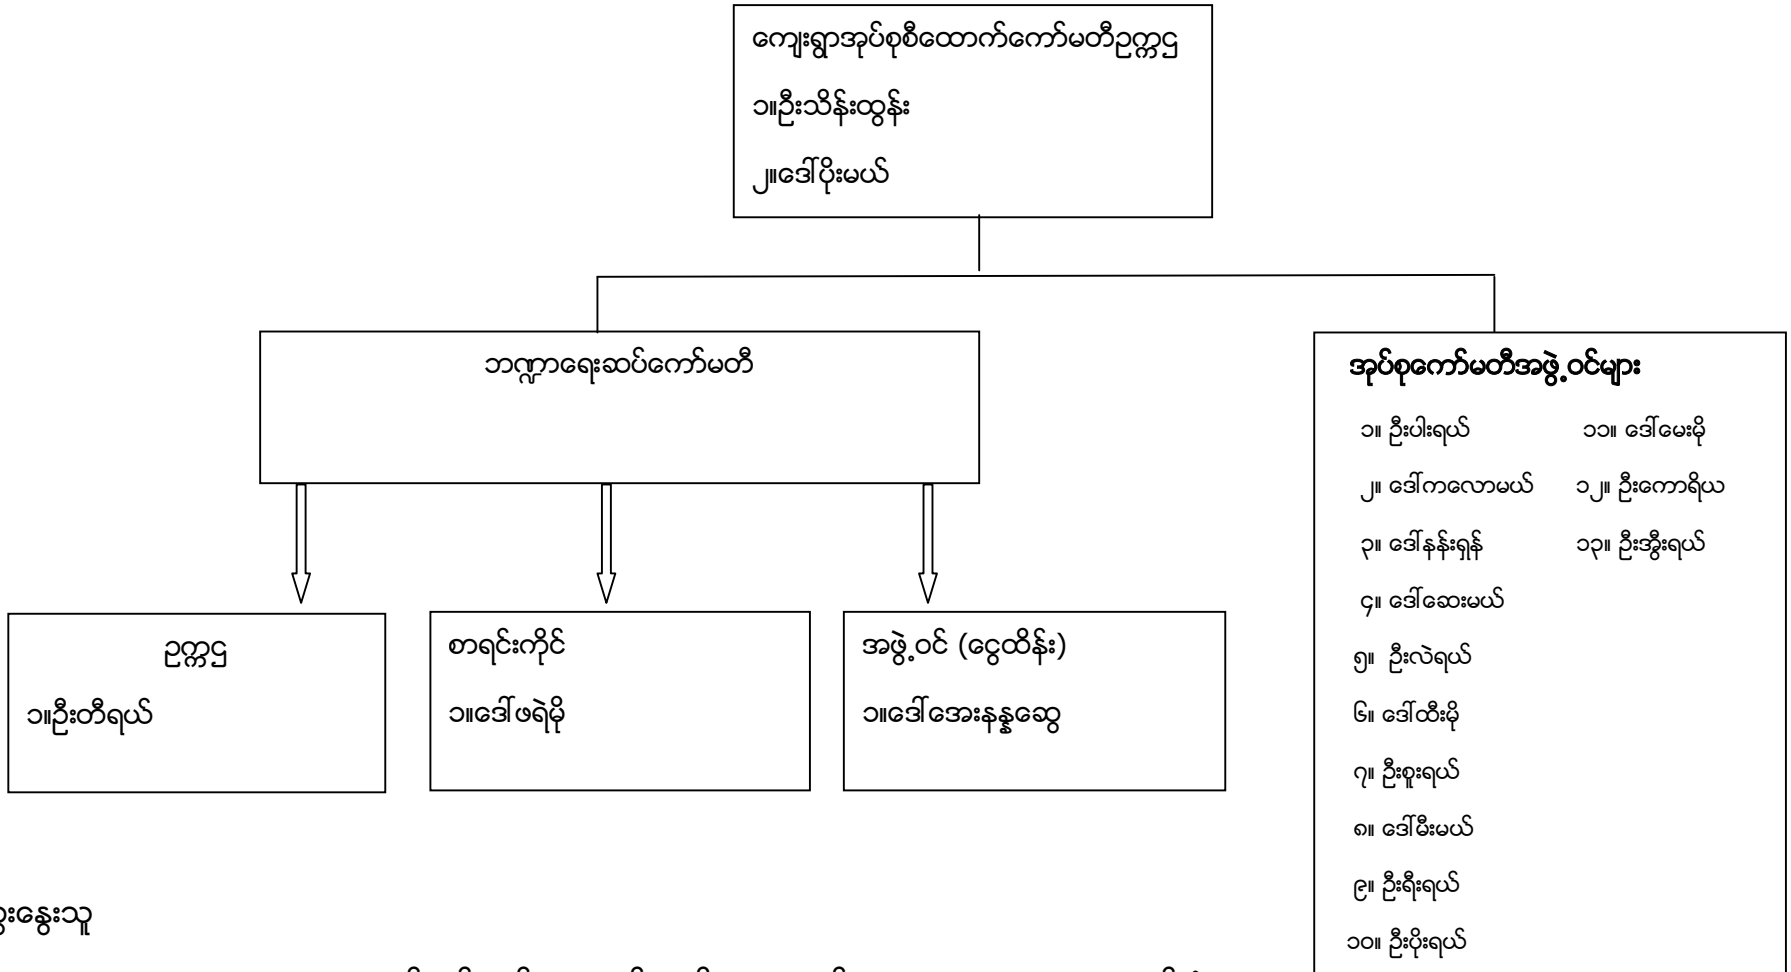 ကျေးရွာအုပ်စုစီထောက်ကော်မတီဥက္ကဌ
၁။ဦးသိန်းထွန်း
၂။ဒေါ်ပိုးမယ်
ဘဏ္ဍာရေးဆပ်ကော်မတီ
ဥက္ကဌ
၁။ဦးတီရယ်
စာရင်းကိုင်
၁။ဒေါ်ဖရဲမို
အဖွဲ့ဝင် (ငွေထိန်း)
၁။ဒေါ်အေးနန္ဒဆွေ
အုပ်စုကော်မတီအဖွဲ့ဝင်များ
၁။ ဦးပါးရယ် ၁၁။ ဒေါ်မေးမို
၂။ ဒေါ်ကလောမယ် ၁၂။ ဦးကောရိယ
၃။ ဒေါ်နန်းရှန် ၁၃။ ဦးအွီးရယ်
၄။ ဒေါ်ဆေးမယ်
၅။ ဦးလဲရယ်
၆။ ဒေါ်ထီးမို
၇။ ဦးစူးရယ်
၈။ ဒေါ်မီးမယ်
၉။ ဦးရီးရယ်
၁၀။ ဦးပိုးရယ်